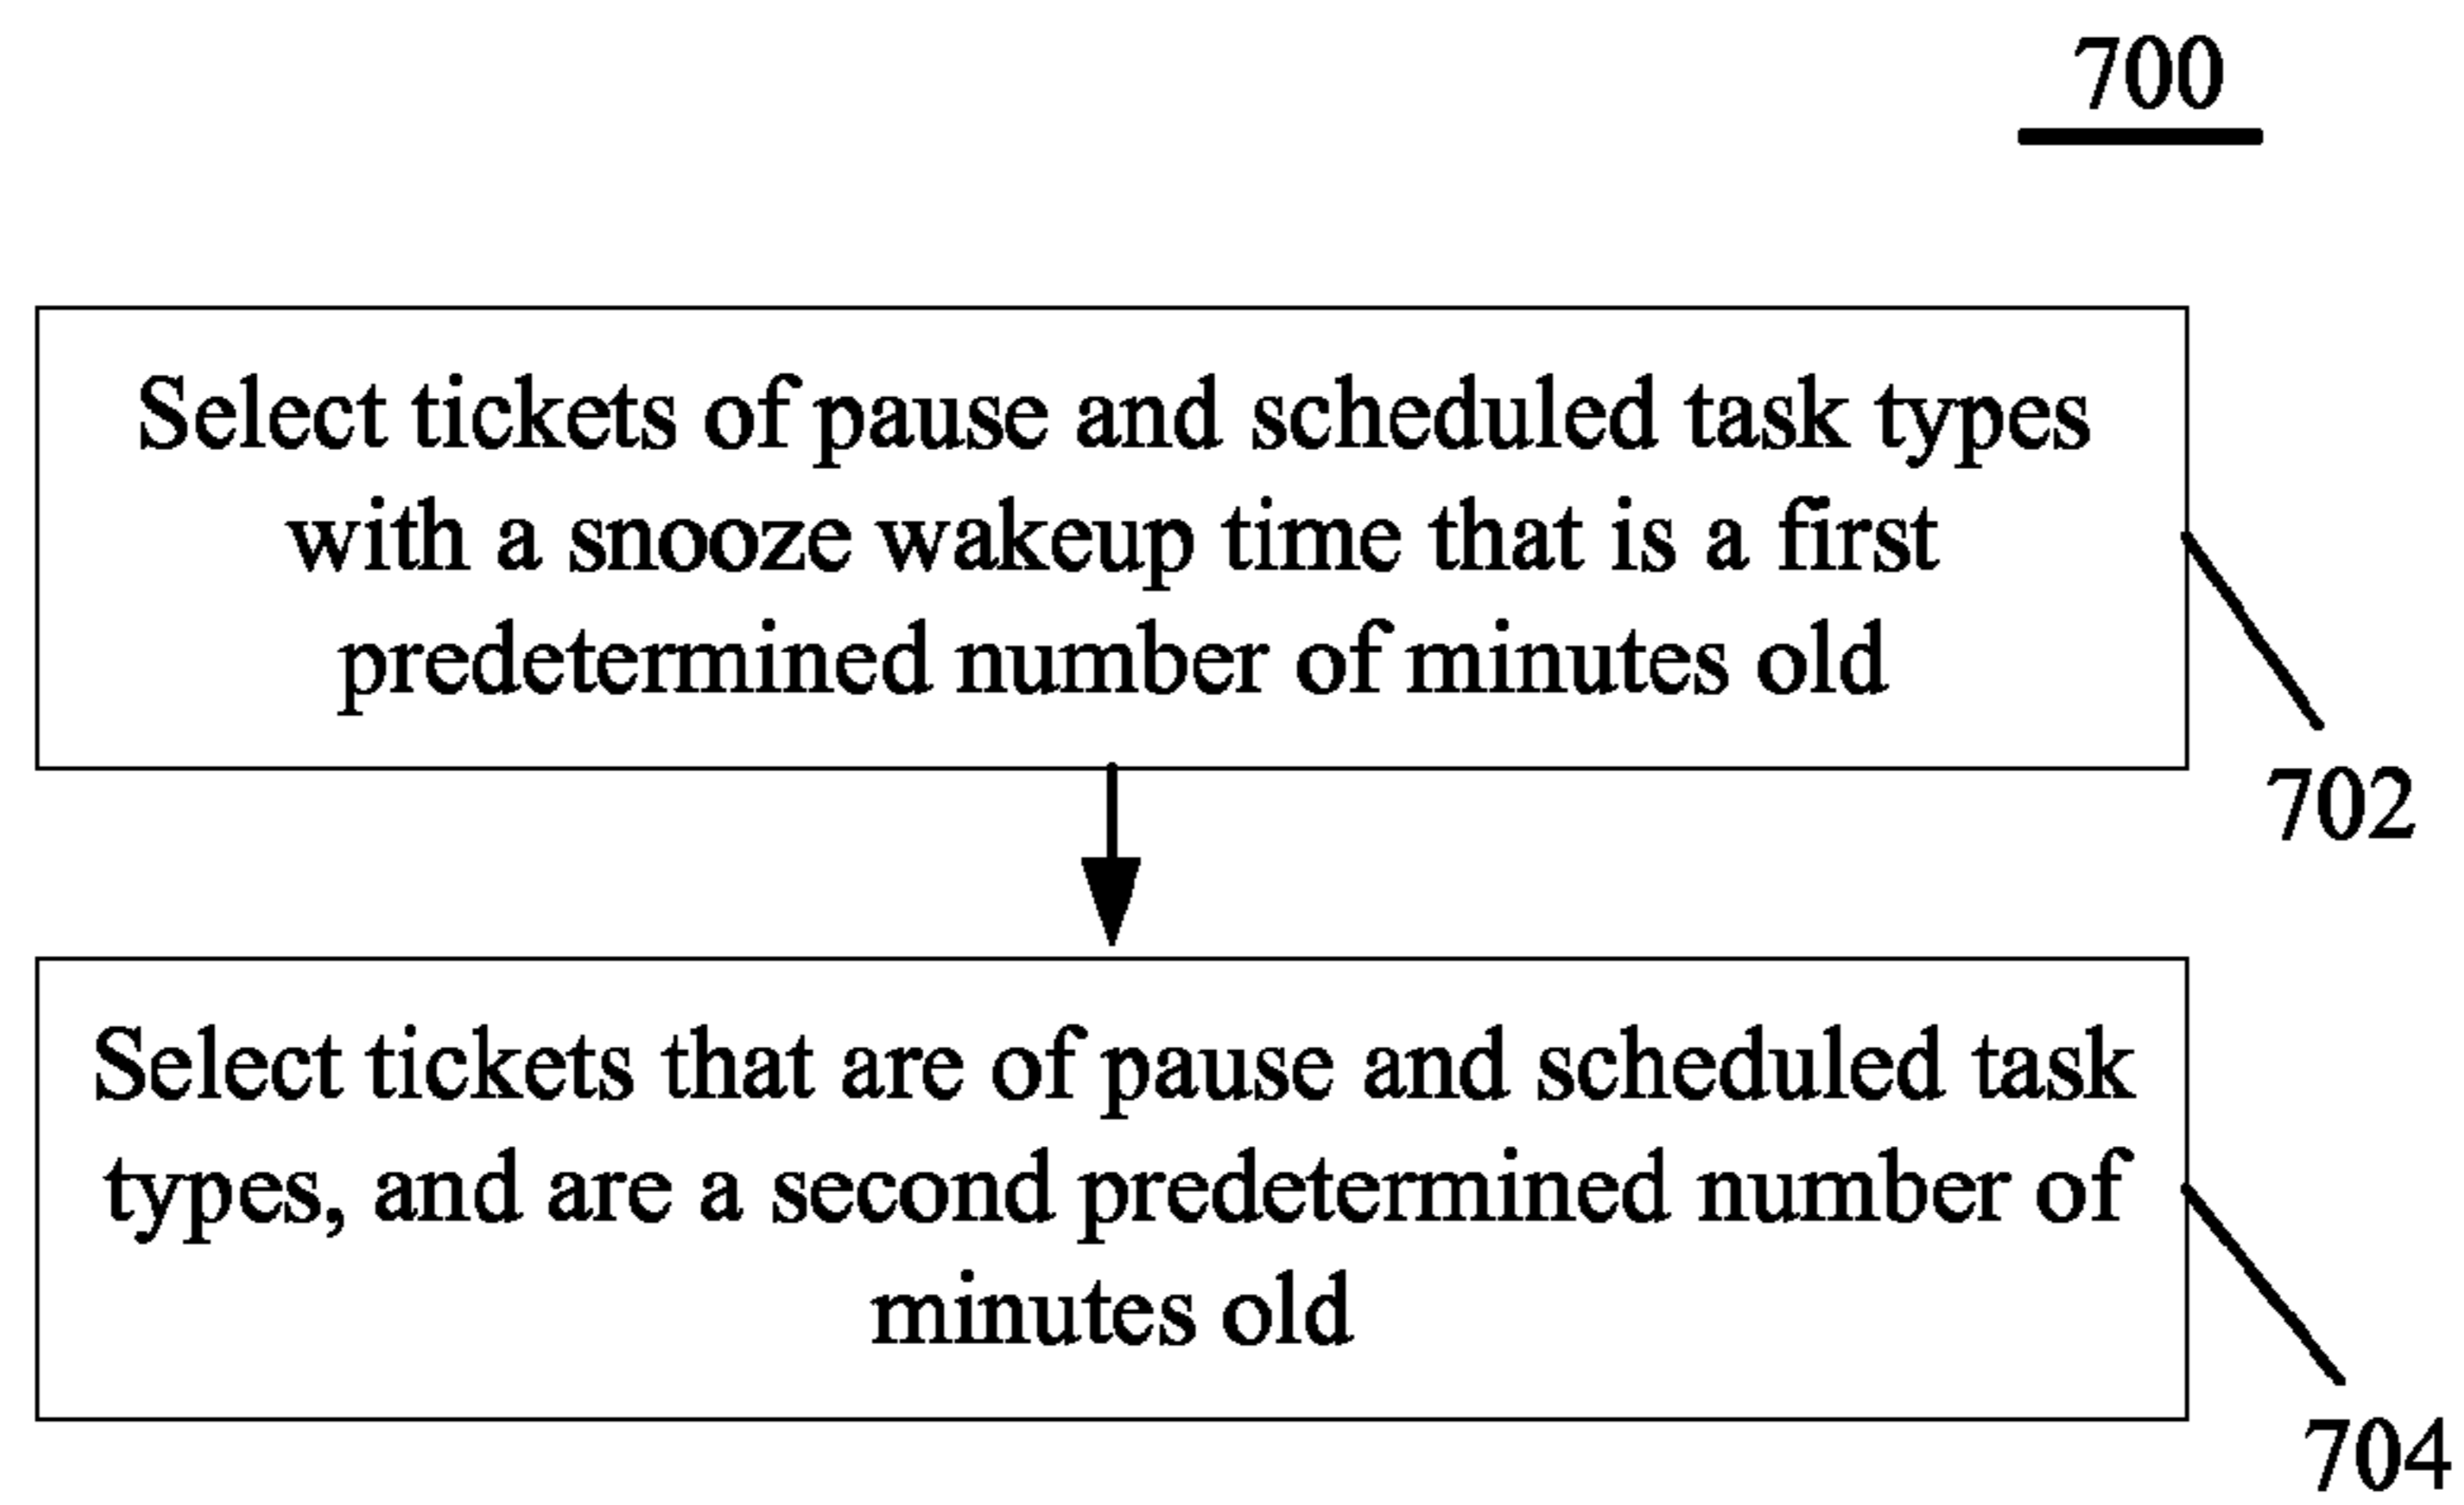 700
Select tickets of pause and scheduled task types
with a snooze wakeup time that is a first
predetermined number of minutes old
702
Select tickets that are of pause and scheduled task
types, and are a second predetermined number of
minutes old
704